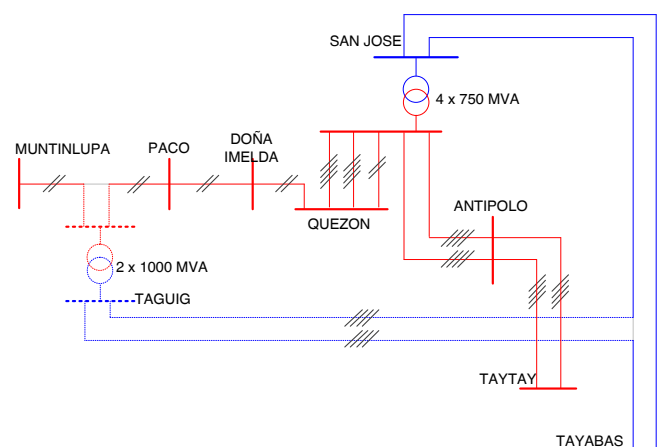 SAN JOSE
4 x 750 MVA
MUNTINLUPA
PACO
DOÑA
IMELDA
QUEZON
ANTIPOLO
2 x 1000 MVA
TAGUIG
TAYTAY
TAYABAS